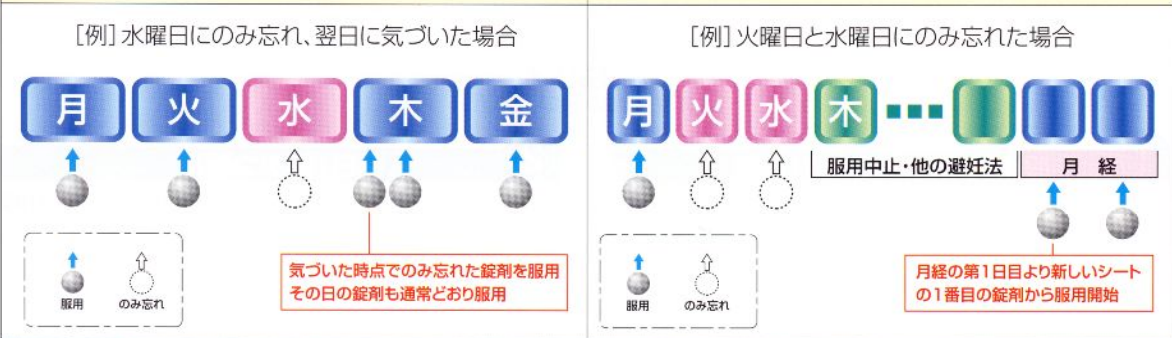 [例]水曜日にのみ忘れ、翌日に気づいた場合
月 火 水 木 金
気づいた時点でのみ忘れた錠剤を服用
その日の錠剤も通常どおり服用
服用 のみ忘れ
[例]火曜日と水曜日にのみ忘れた場合
月 火 水 木
服用中止・他の避妊法 月経
月経の第1日目より新しいシート
の1番目の錠剤から服用開始
服用 のみ忘れ